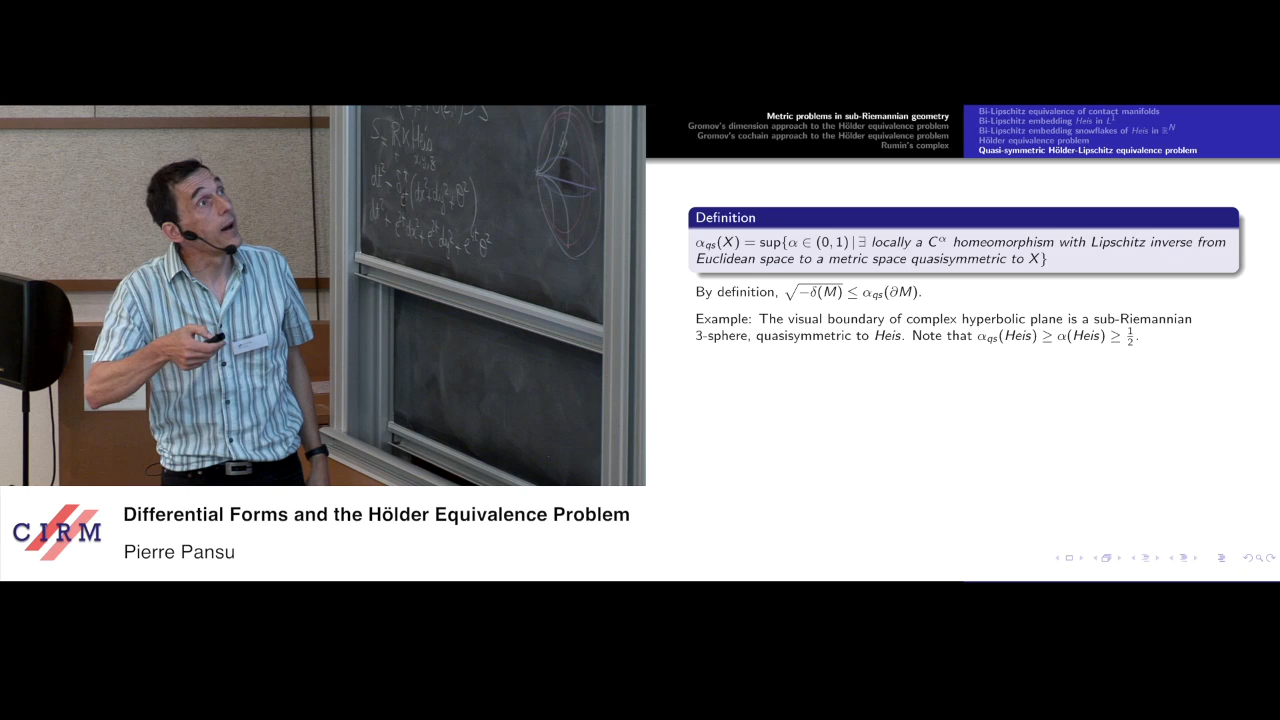 Metric problems in sub-Riemannian geometry
Gromov's dimension approach to the Hölder equivalence problem
Gromov's cochain approach to the Hölder equivalence problem
Rumin's complex
Bi-Lipschitz equivalence of contact manifolds
Bi-Lipschitz embedding Heis in L¹
Bi-Lipschitz embedding snowflakes of Heis in ℝᴺ
Hölder equivalence problem
Quasi-symmetric Hölder-Lipschitz equivalence problem
Definition
α_qs(X) = sup{α ∈ (0, 1) | ∃ locally a C^α homeomorphism with Lipschitz inverse from
Euclidean space to a metric space quasisymmetric to X}
By definition, √−δ(M) ≤ α_qs(∂M).
Example: The visual boundary of complex hyperbolic plane is a sub-Riemannian
3-sphere, quasisymmetric to Heis. Note that α_qs(Heis) ≥ α(Heis) ≥ 1/2.
CIRM
Differential Forms and the Hölder Equivalence Problem
Pierre Pansu